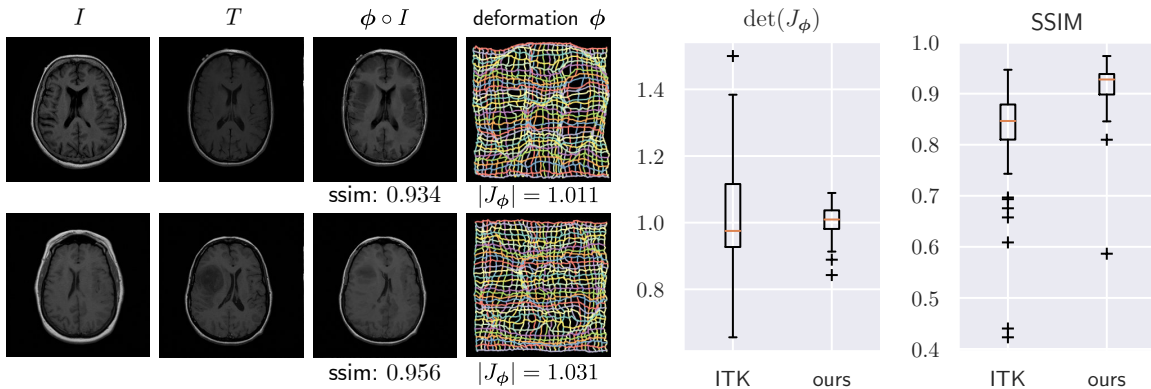 I T ϕ ∘ I deformation ϕ
ssim: 0.934 |J_ϕ| = 1.011
ssim: 0.956 |J_ϕ| = 1.031
det(J_ϕ)
1.4
1.2
1.0
0.8
ITK ours
SSIM
1.0
0.9
0.8
0.7
0.6
0.5
0.4
ITK ours